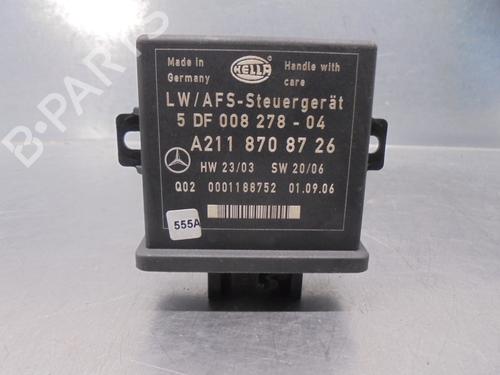 B-PARTS
Made in
Germany
HELLA
Handle with
care
LW/AFS-Steuergerät
5 DF 008 278 - 04
A211 870 87 26
HW 23/03 SW 20/06
Q02 0001188752 01.09.06
555A